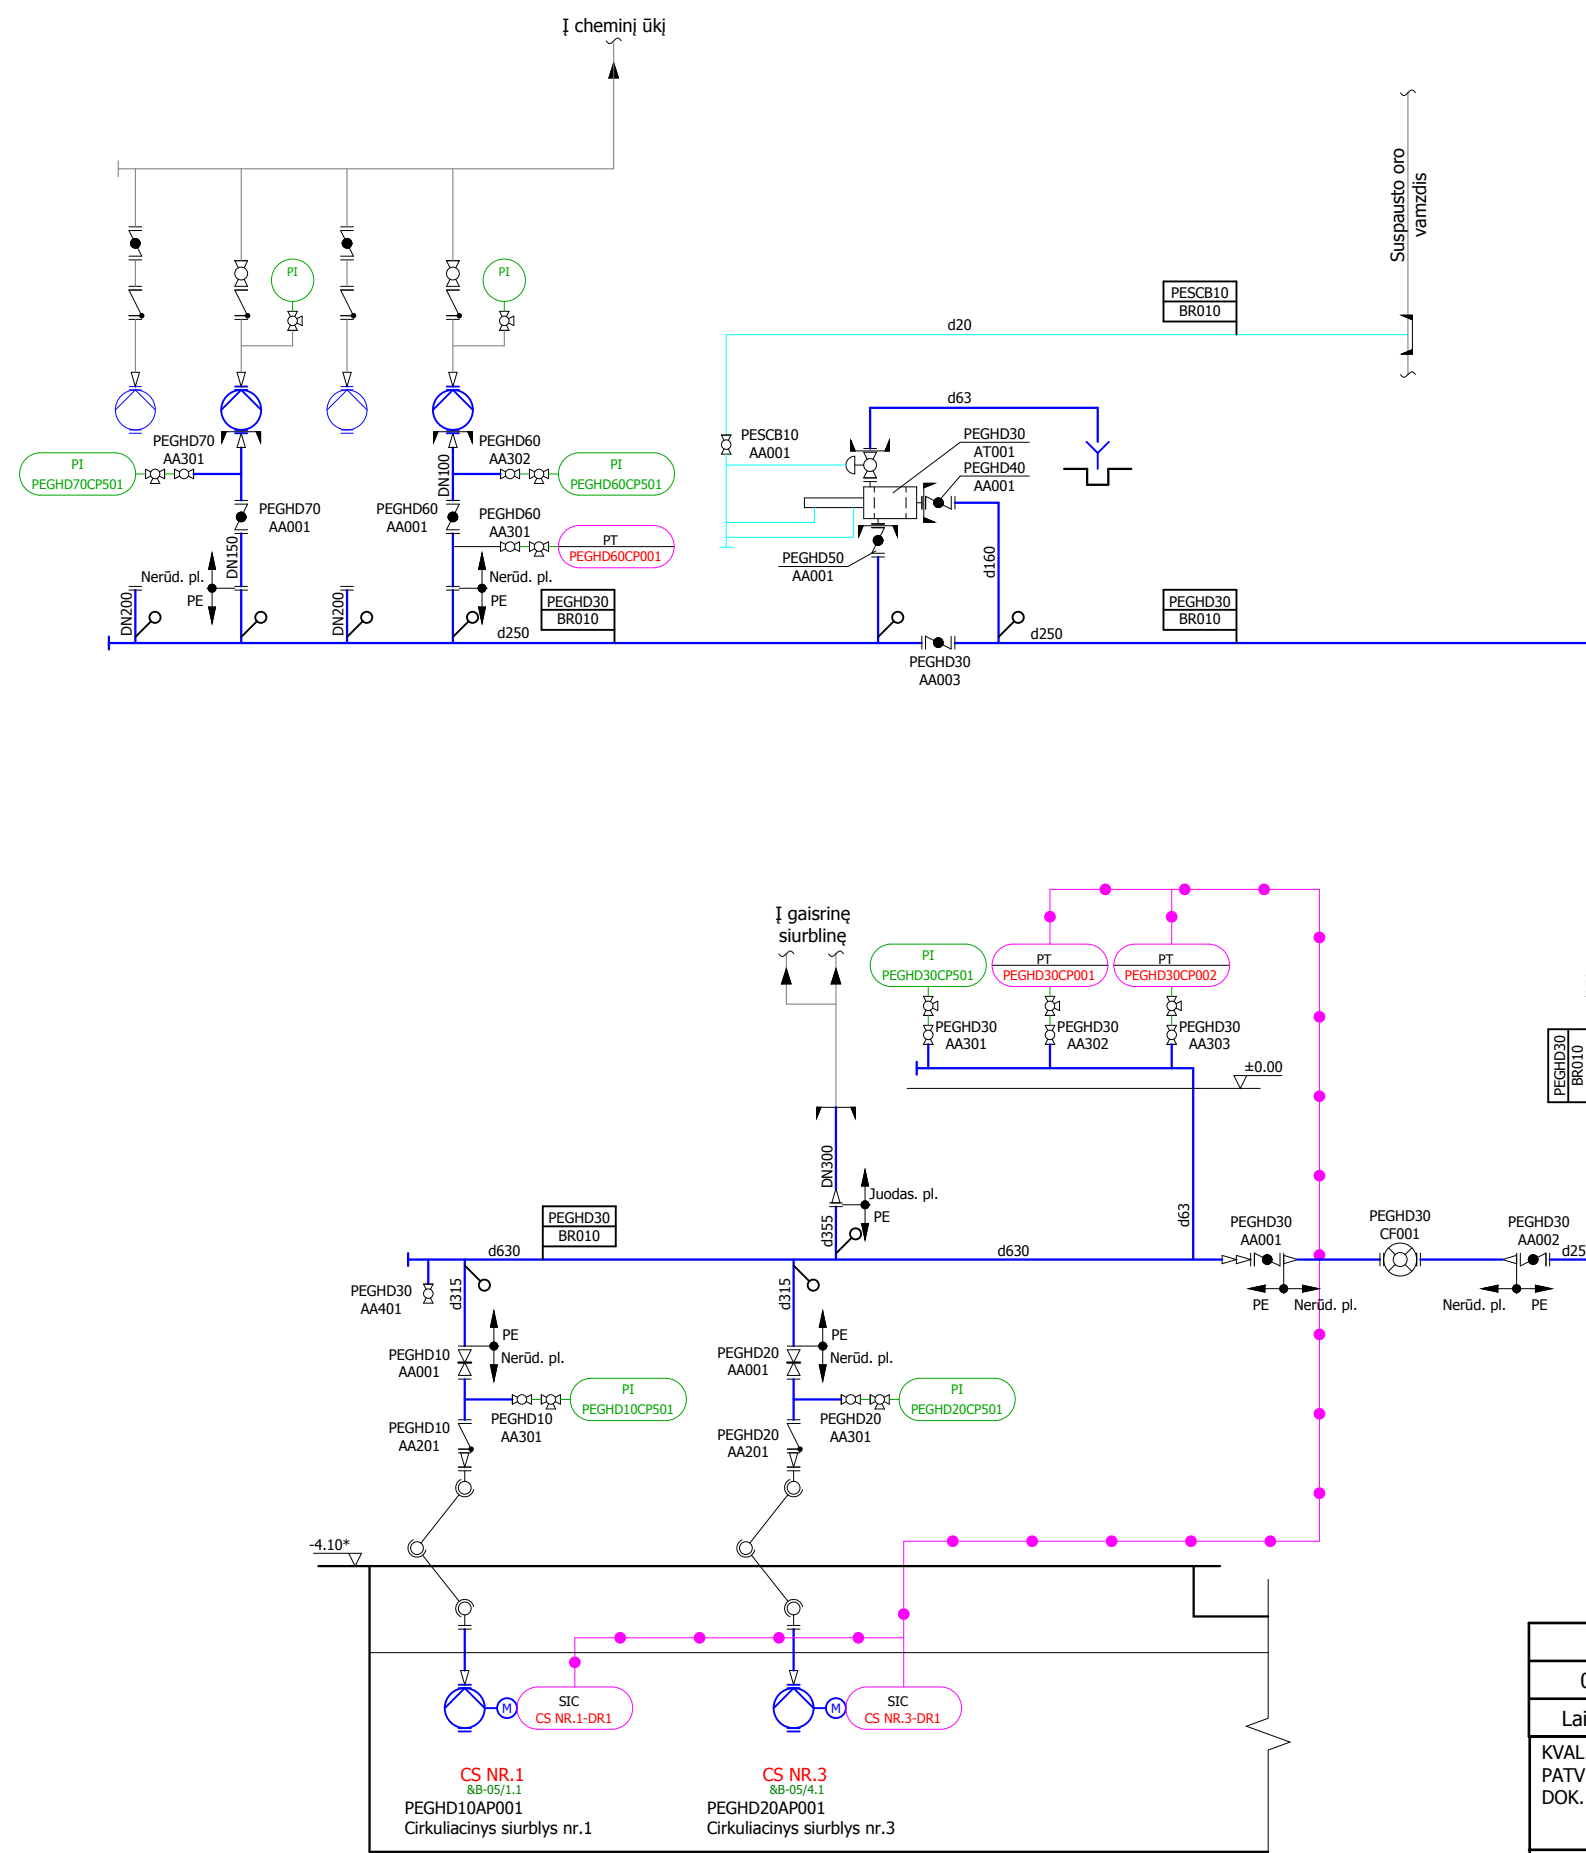 Į cheminį ūkį
Suspausto oro
vamzdis
PI
PI
PESCB10
BR010
d20
d63
PEGHD70
AA301
PI
PEGHD70CP501
PEGHD60
AA302
DN100
PI
PEGHD60CP501
PESCB10
AA001
PEGHD30
AT001
PEGHD40
AA001
PEGHD70
AA001
PEGHD60
AA001
PEGHD60
AA301
PT
PEGHD60CP001
PEGHD50
AA001
d160
DN150
Nerūd. pl.
PE
Nerūd. pl.
PE
DN200
DN200
PEGHD30
BR010
PEGHD30
BR010
d250
d250
PEGHD30
AA003
Į gaisrinę
siurblinę
PI
PEGHD30CP501
PT
PEGHD30CP001
PT
PEGHD30CP002
PEGHD30
AA301
PEGHD30
AA302
PEGHD30
AA303
±0.00
PEGHD30
BR010
DN300
Juodas. pl.
PE
d355
d63
PEGHD30
BR010
d630
d630
PEGHD30
AA001
PEGHD30
CF001
PEGHD30
AA002
d25
PE
Nerūd. pl.
Nerūd. pl.
PE
PEGHD30
AA401
d315
d315
PE
Nerūd. pl.
PE
Nerūd. pl.
PEGHD10
AA001
PEGHD20
AA001
PI
PEGHD10CP501
PI
PEGHD20CP501
PEGHD10
AA301
PEGHD20
AA301
PEGHD10
AA201
PEGHD20
AA201
-4.10*
M
SIC
CS NR.1-DR1
M
SIC
CS NR.3-DR1
CS NR.1
&B-05/1.1
PEGHD10AP001
Cirkuliacinys siurblys nr.1
CS NR.3
&B-05/4.1
PEGHD20AP001
Cirkuliacinys siurblys nr.3
Lai
KVAL
PATV
DOK.